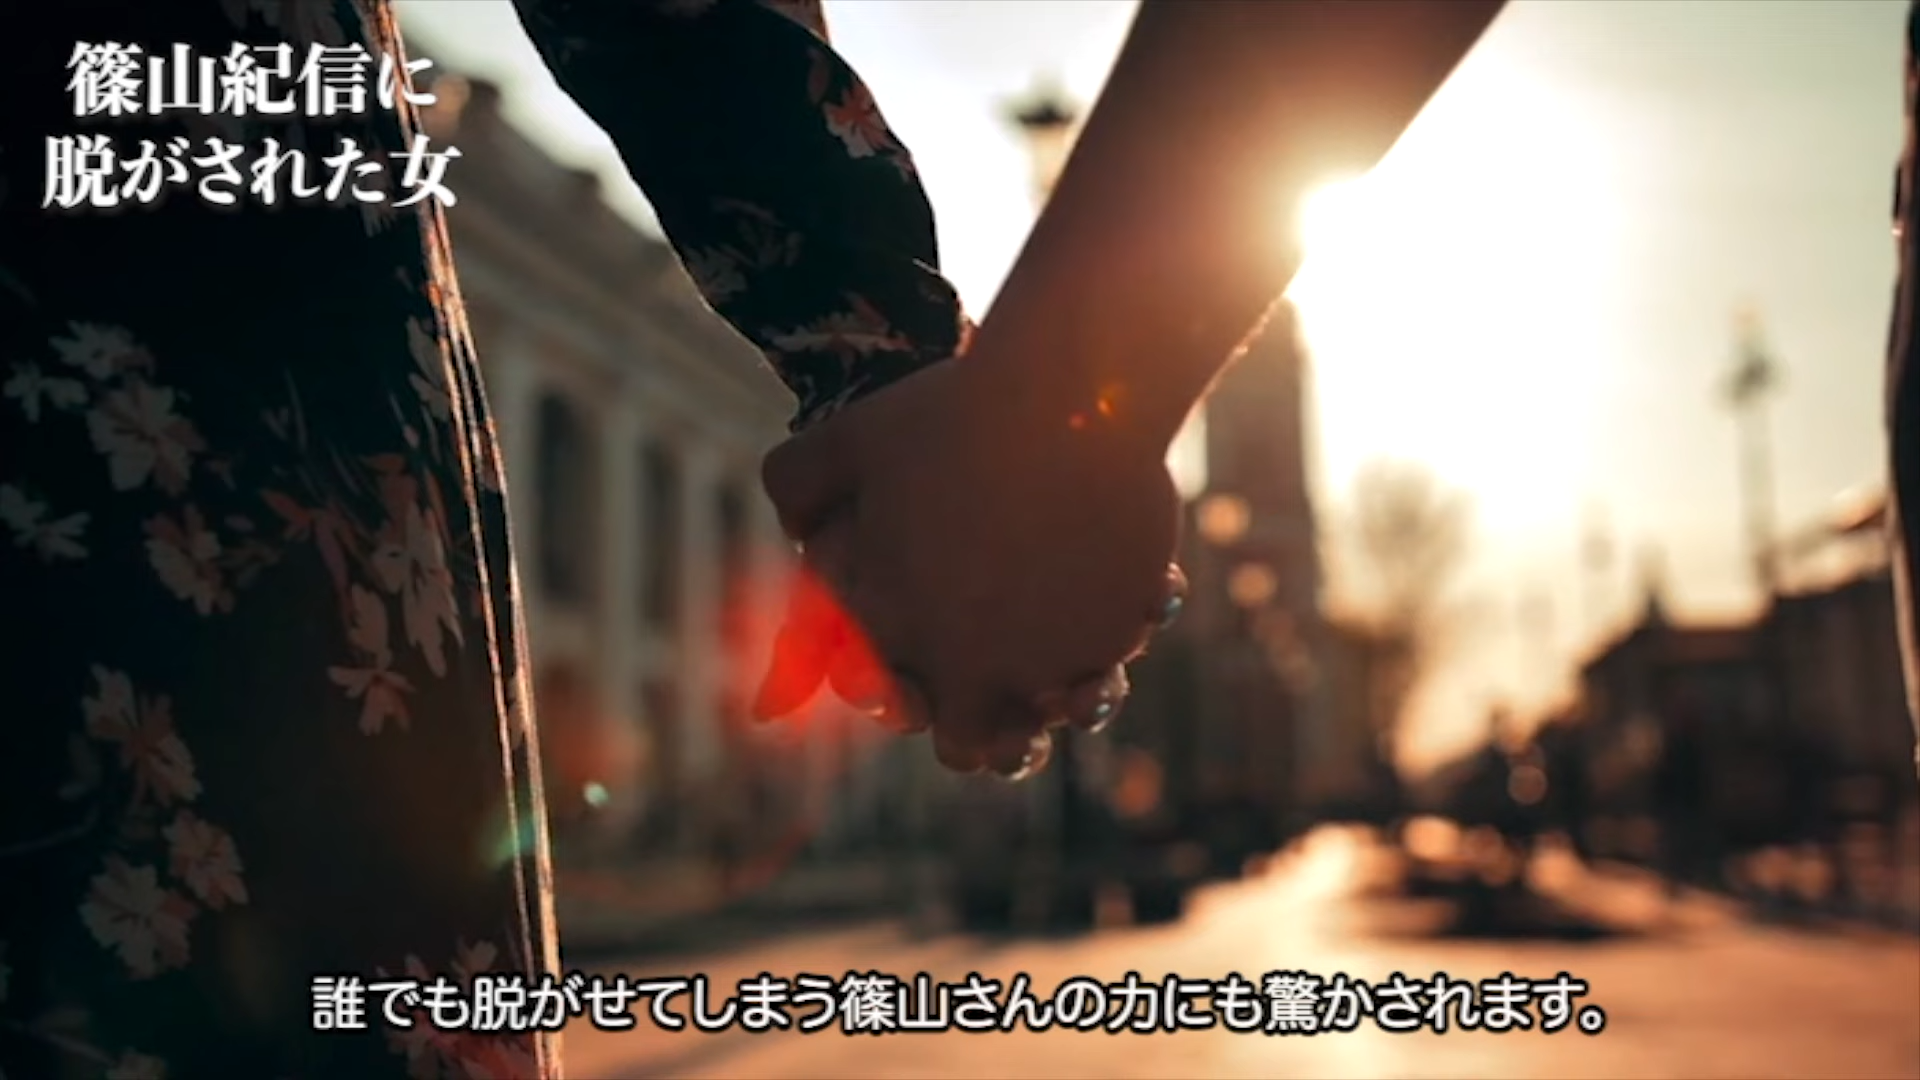 篠山紀信に
脱がされた女
誰でも脱がせてしまう篠山さんの力にも驚かされます。